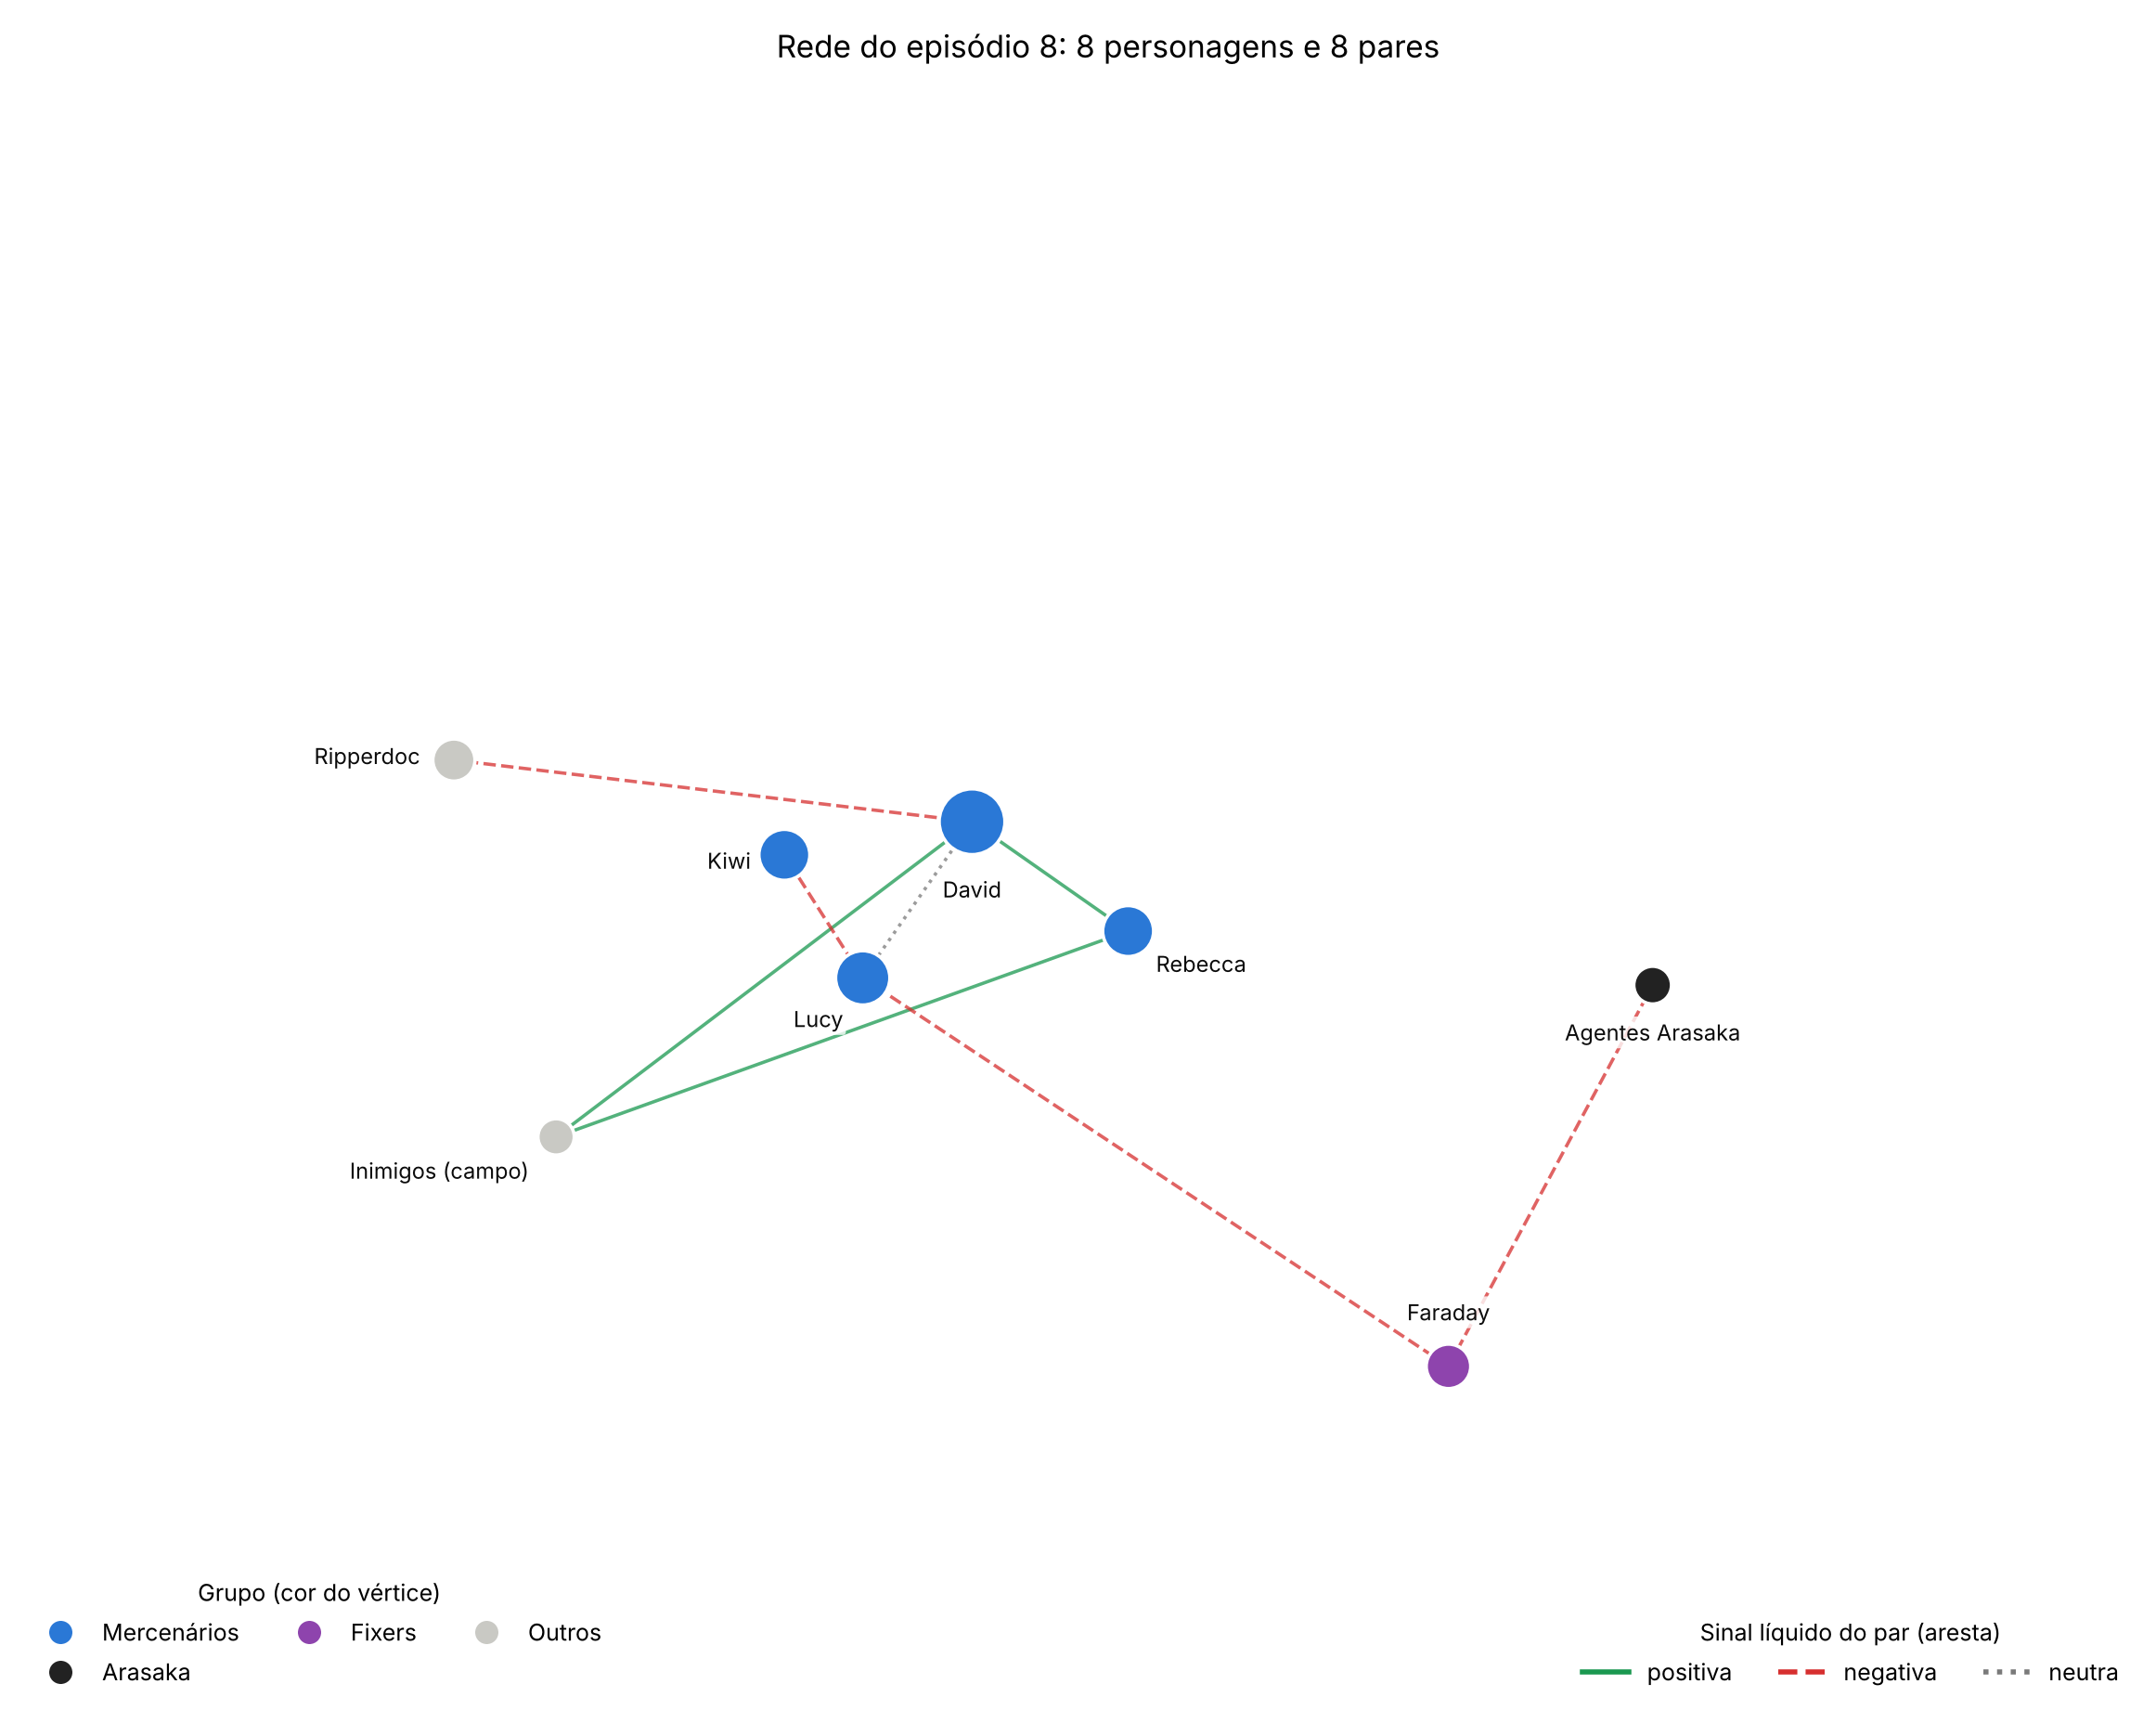 Rede do episódio 8: 8 personagens e 8 pares
Ripperdoc
Kiwi
David
Rebecca
Lucy
Agentes Arasaka
Inimigos (campo)
Faraday
Grupo (cor do vértice)
Mercenários
Fixers
Outros
Arasaka
Sinal líquido do par (aresta)
positiva
negativa
neutra